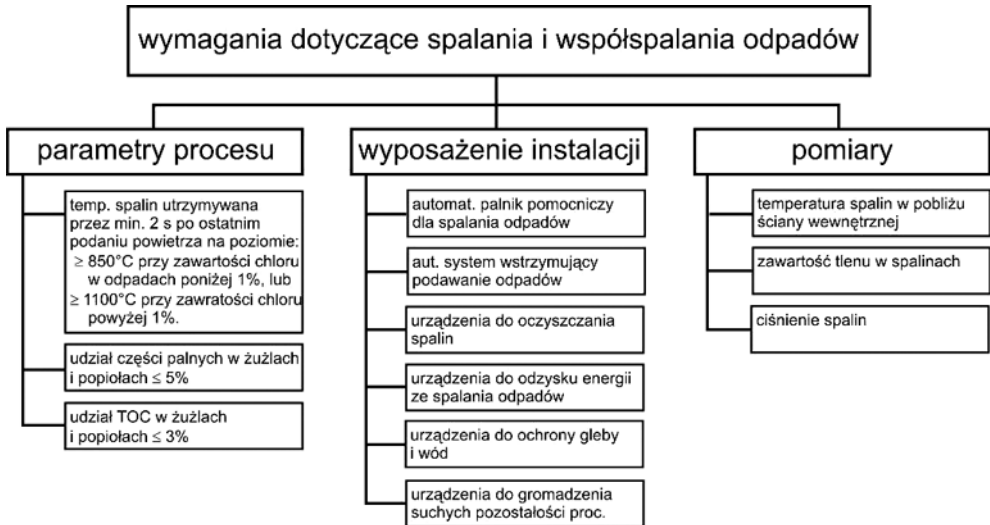 wymagania dotyczące spalania i współspalania odpadów
parametry procesu
temp. spalin utrzymywana
przez min. 2 s po ostatnim
podaniu powietrza na poziomie:
≥ 850°C przy zawartości chloru
w odpadach poniżej 1%, lub
≥ 1100°C przy zawratości chloru
powyżej 1%.
udział części palnych w żużlach
i popiołach ≤ 5%
udział TOC w żużlach
i popiołach ≤ 3%
wyposażenie instalacji
automat. palnik pomocniczy
dla spalania odpadów
aut. system wstrzymujący
podawanie odpadów
urządzenia do oczyszczania
spalin
urządzenia do odzysku energii
ze spalania odpadów
urządzenia do ochrony gleby
i wód
urządzenia do gromadzenia
suchych pozostałości proc.
pomiary
temperatura spalin w pobliżu
ściany wewnętrznej
zawartość tlenu w spalinach
ciśnienie spalin